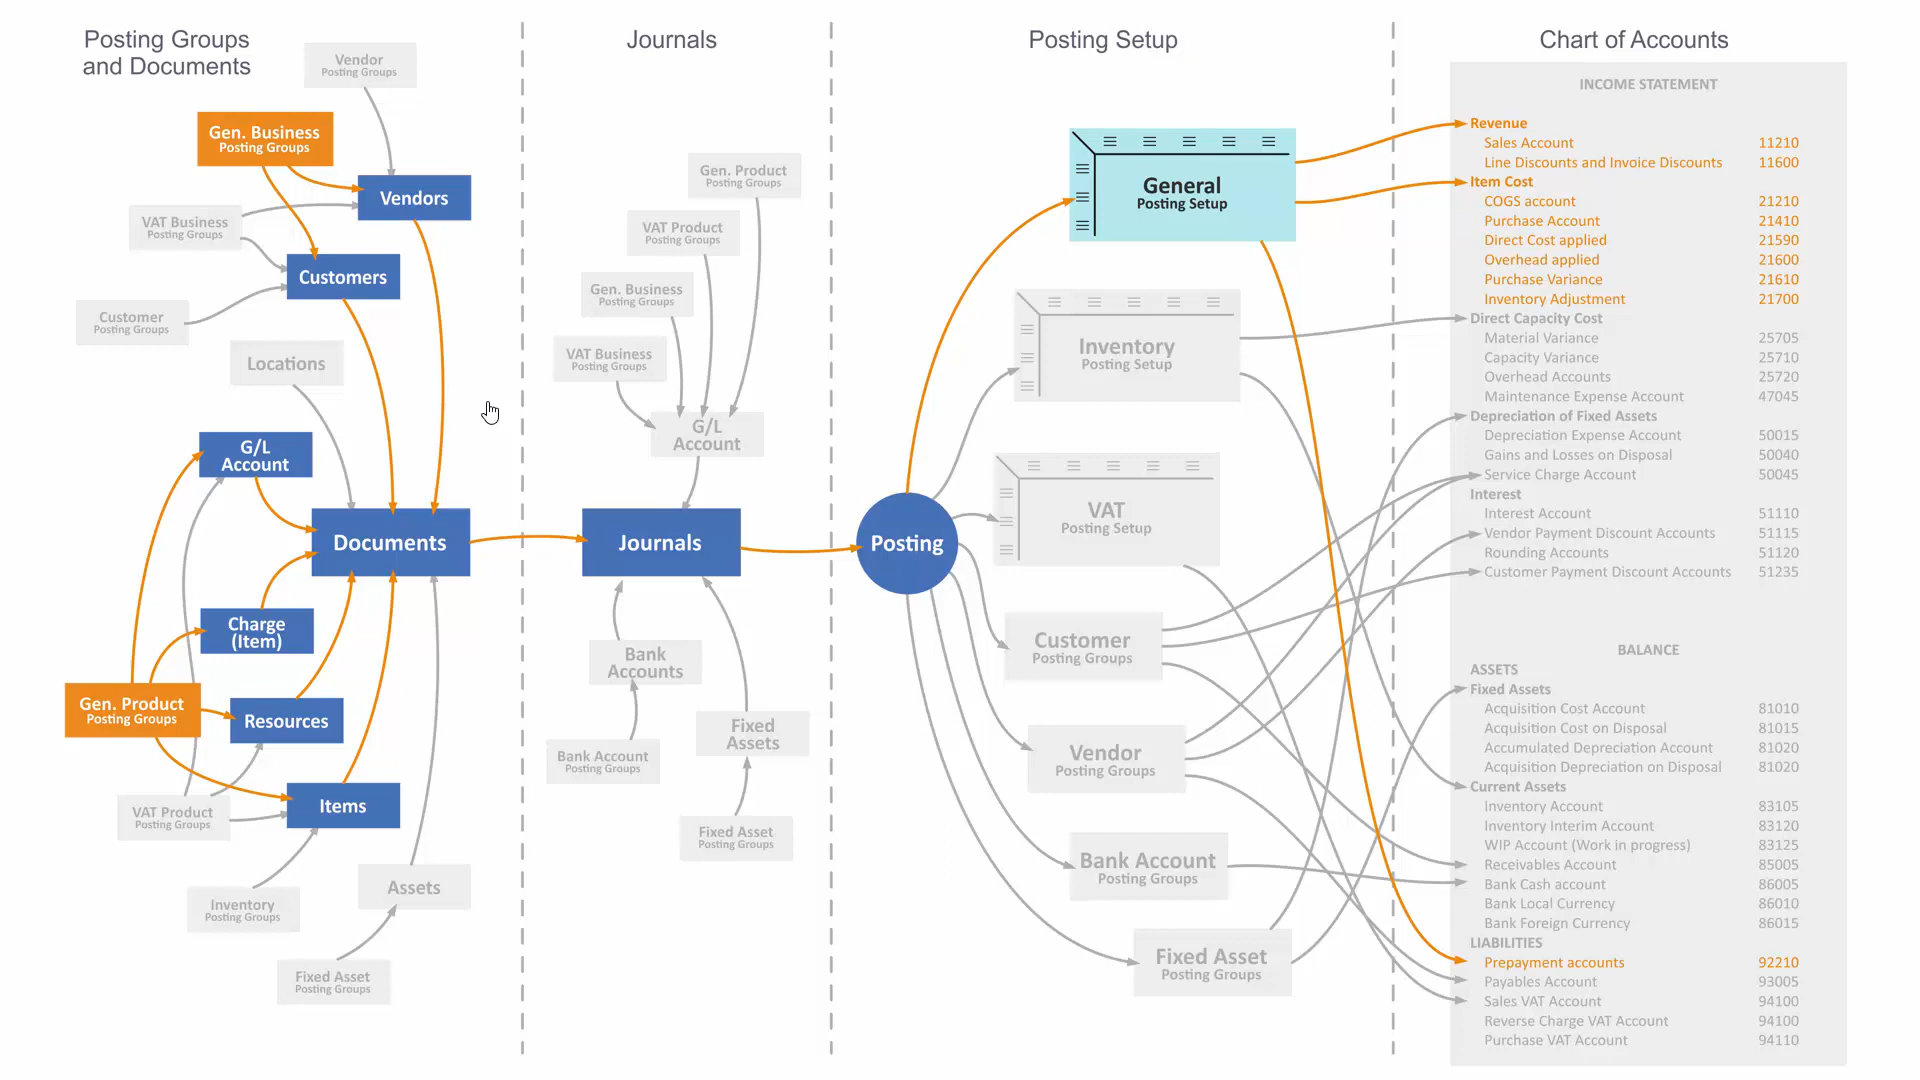 Posting Groups
and Documents
Vendor
Posting Groups
Gen. Business
Posting Groups
Vendors
VAT Business
Posting Groups
Customers
Customer
Posting Groups
Locations
G/L
Account
Documents
Charge
(Item)
Gen. Product
Posting Groups
Resources
Items
VAT Product
Posting Groups
Inventory
Posting Groups
Assets
Fixed Asset
Posting Groups
Journals
Gen. Product
Posting Groups
VAT Product
Posting Groups
Gen. Business
Posting Groups
VAT Business
Posting Groups
G/L
Account
Journals
Bank
Accounts
Bank Account
Posting Groups
Fixed
Assets
Fixed Asset
Posting Groups
Posting Setup
General
Posting Setup
Inventory
Posting Setup
VAT
Posting Setup
Posting
Customer
Posting Groups
Vendor
Posting Groups
Bank Account
Posting Groups
Fixed Asset
Posting Groups
Chart of Accounts
INCOME STATEMENT
Revenue
Sales Account 11210
Line Discounts and Invoice Discounts 11600
Item Cost
COGS account 21210
Purchase Account 21410
Direct Cost applied 21590
Overhead applied 21600
Purchase Variance 21610
Inventory Adjustment 21700
Direct Capacity Cost
Material Variance 25705
Capacity Variance 25710
Overhead Accounts 25720
Maintenance Expense Account 47045
Depreciation of Fixed Assets
Depreciation Expense Account 50015
Gains and Losses on Disposal 50040
Service Charge Account 50045
Interest
Interest Account 51110
Vendor Payment Discount Accounts 51115
Rounding Accounts 51120
Customer Payment Discount Accounts 51235
BALANCE
ASSETS
Fixed Assets
Acquisition Cost Account 81010
Acquisition Cost on Disposal 81015
Accumulated Depreciation Account 81020
Acquisition Depreciation on Disposal 81020
Current Assets
Inventory Account 83105
Inventory Interim Account 83120
WIP Account (Work in progress) 83125
Receivables Account 85005
Bank Cash account 86005
Bank Local Currency 86010
Bank Foreign Currency 86015
LIABILITIES
Prepayment accounts 92210
Payables Account 93005
Sales VAT Account 94100
Reverse Charge VAT Account 94100
Purchase VAT Account 94110